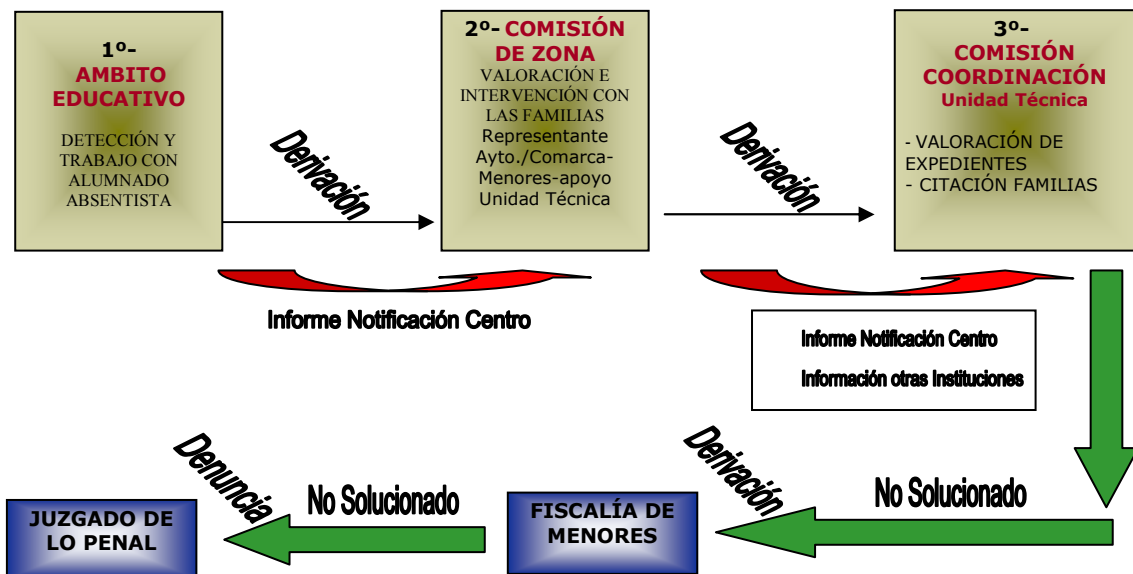 1º-
AMBITO
EDUCATIVO
DETECCIÓN Y
TRABAJO CON
ALUMNADO
ABSENTISTA
Derivación
2º- COMISIÓN
DE ZONA
VALORACIÓN E
INTERVENCIÓN CON
LAS FAMILIAS
Representante
Ayto./Comarca-
Menores-apoyo
Unidad Técnica
Derivación
3º-
COMISIÓN
COORDINACIÓN
Unidad Técnica
- VALORACIÓN DE
EXPEDIENTES
- CITACIÓN FAMILIAS
Informe Notificación Centro
Informe Notificación Centro
Información otras Instituciones
No Solucionado
Derivación
FISCALÍA DE
MENORES
No Solucionado
Denuncia
JUZGADO DE
LO PENAL